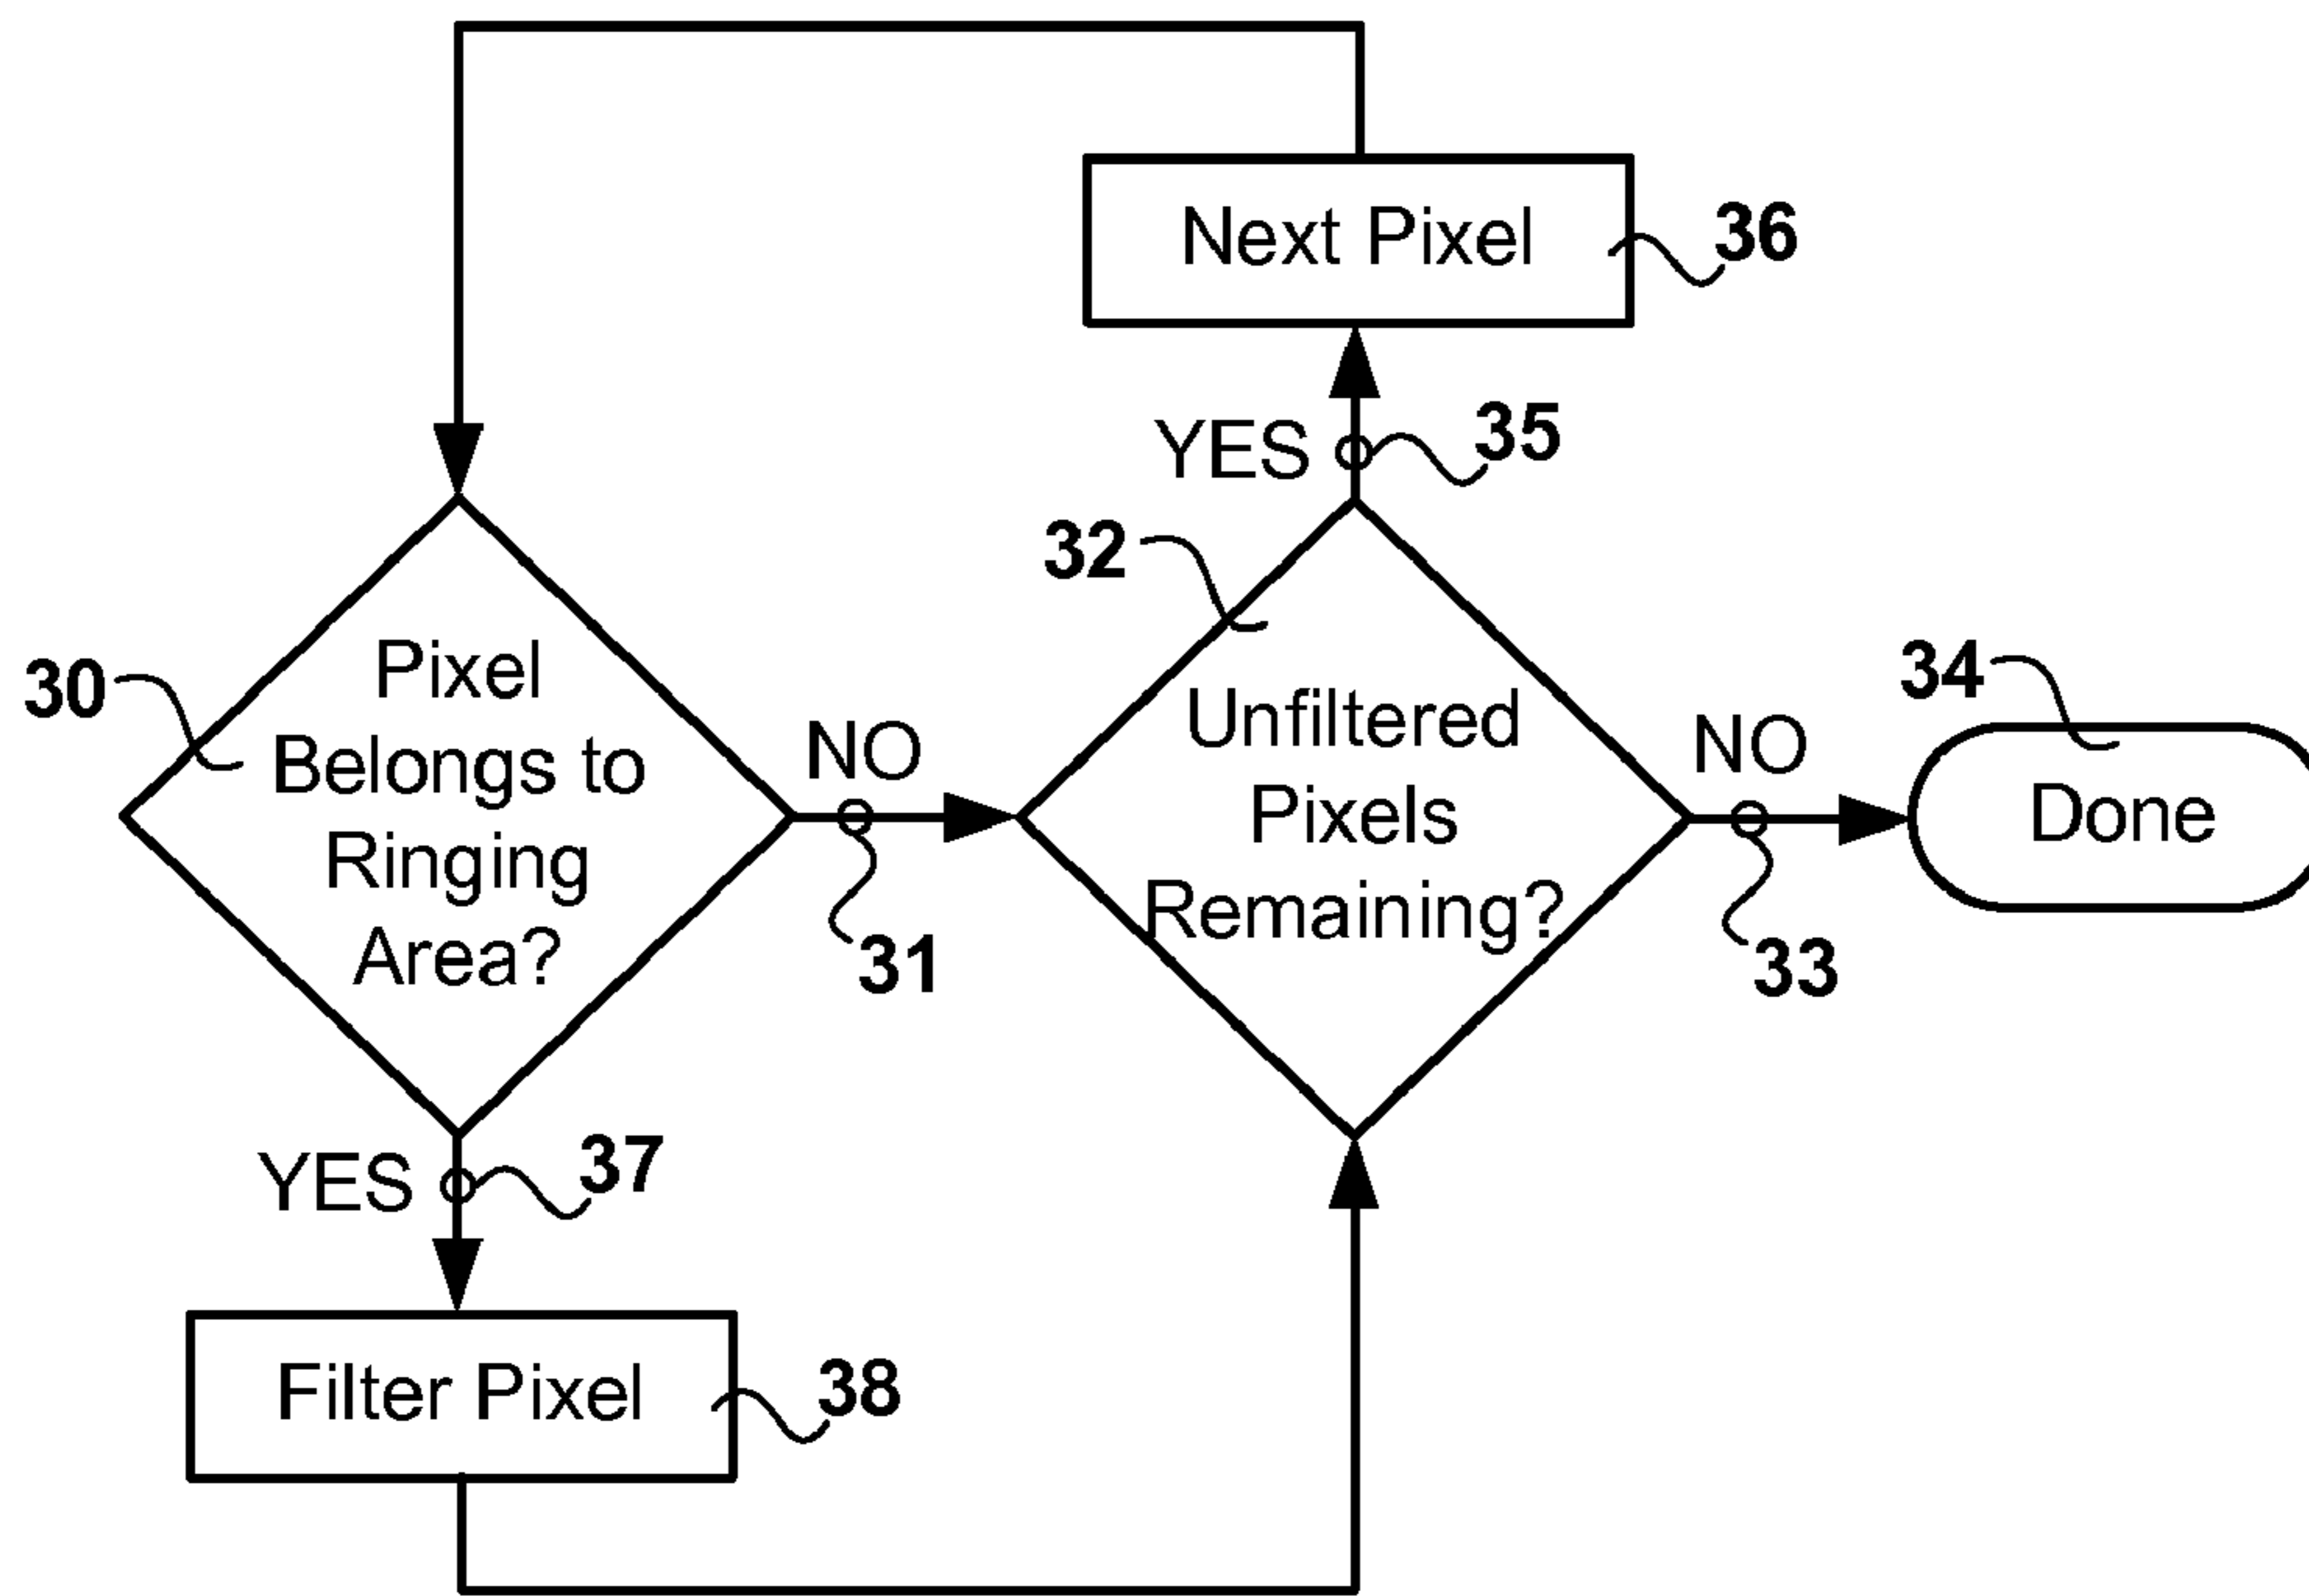 Next Pixel
36
YES
35
32
30
Pixel
Belongs to
Ringing
Area?
NO
31
Unfiltered
Pixels
Remaining?
NO
33
34
Done
YES
37
Filter Pixel
38